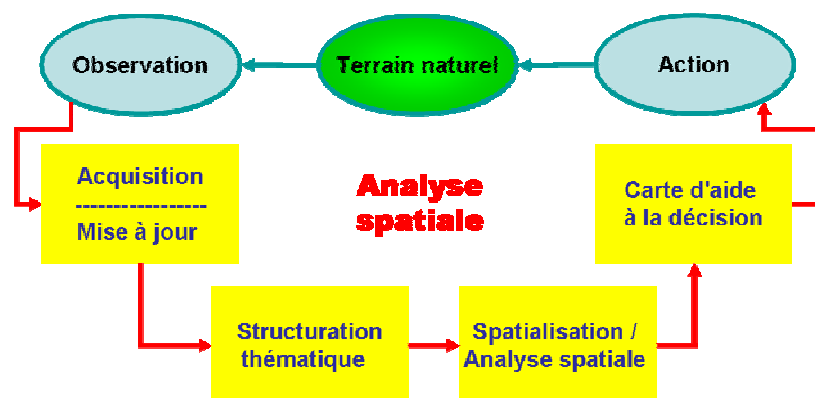 Observation
Terrain naturel
Action
Acquisition
-----------------
Mise à jour
Analyse
spatiale
Carte d'aide
à la décision
Structuration
thématique
Spatialisation /
Analyse spatiale